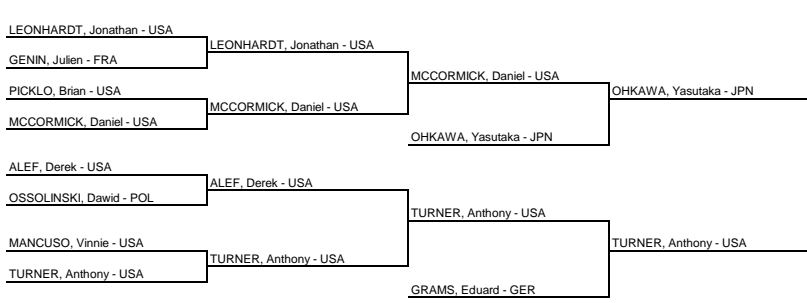 LEONHARDT, Jonathan - USA
LEONHARDT, Jonathan - USA
GENIN, Julien - FRA
MCCORMICK, Daniel - USA
PICKLO, Brian - USA
OHKAWA, Yasutaka - JPN
MCCORMICK, Daniel - USA
MCCORMICK, Daniel - USA
OHKAWA, Yasutaka - JPN
ALEF, Derek - USA
ALEF, Derek - USA
OSSOLINSKI, Dawid - POL
TURNER, Anthony - USA
MANCUSO, Vinnie - USA
TURNER, Anthony - USA
TURNER, Anthony - USA
TURNER, Anthony - USA
GRAMS, Eduard - GER